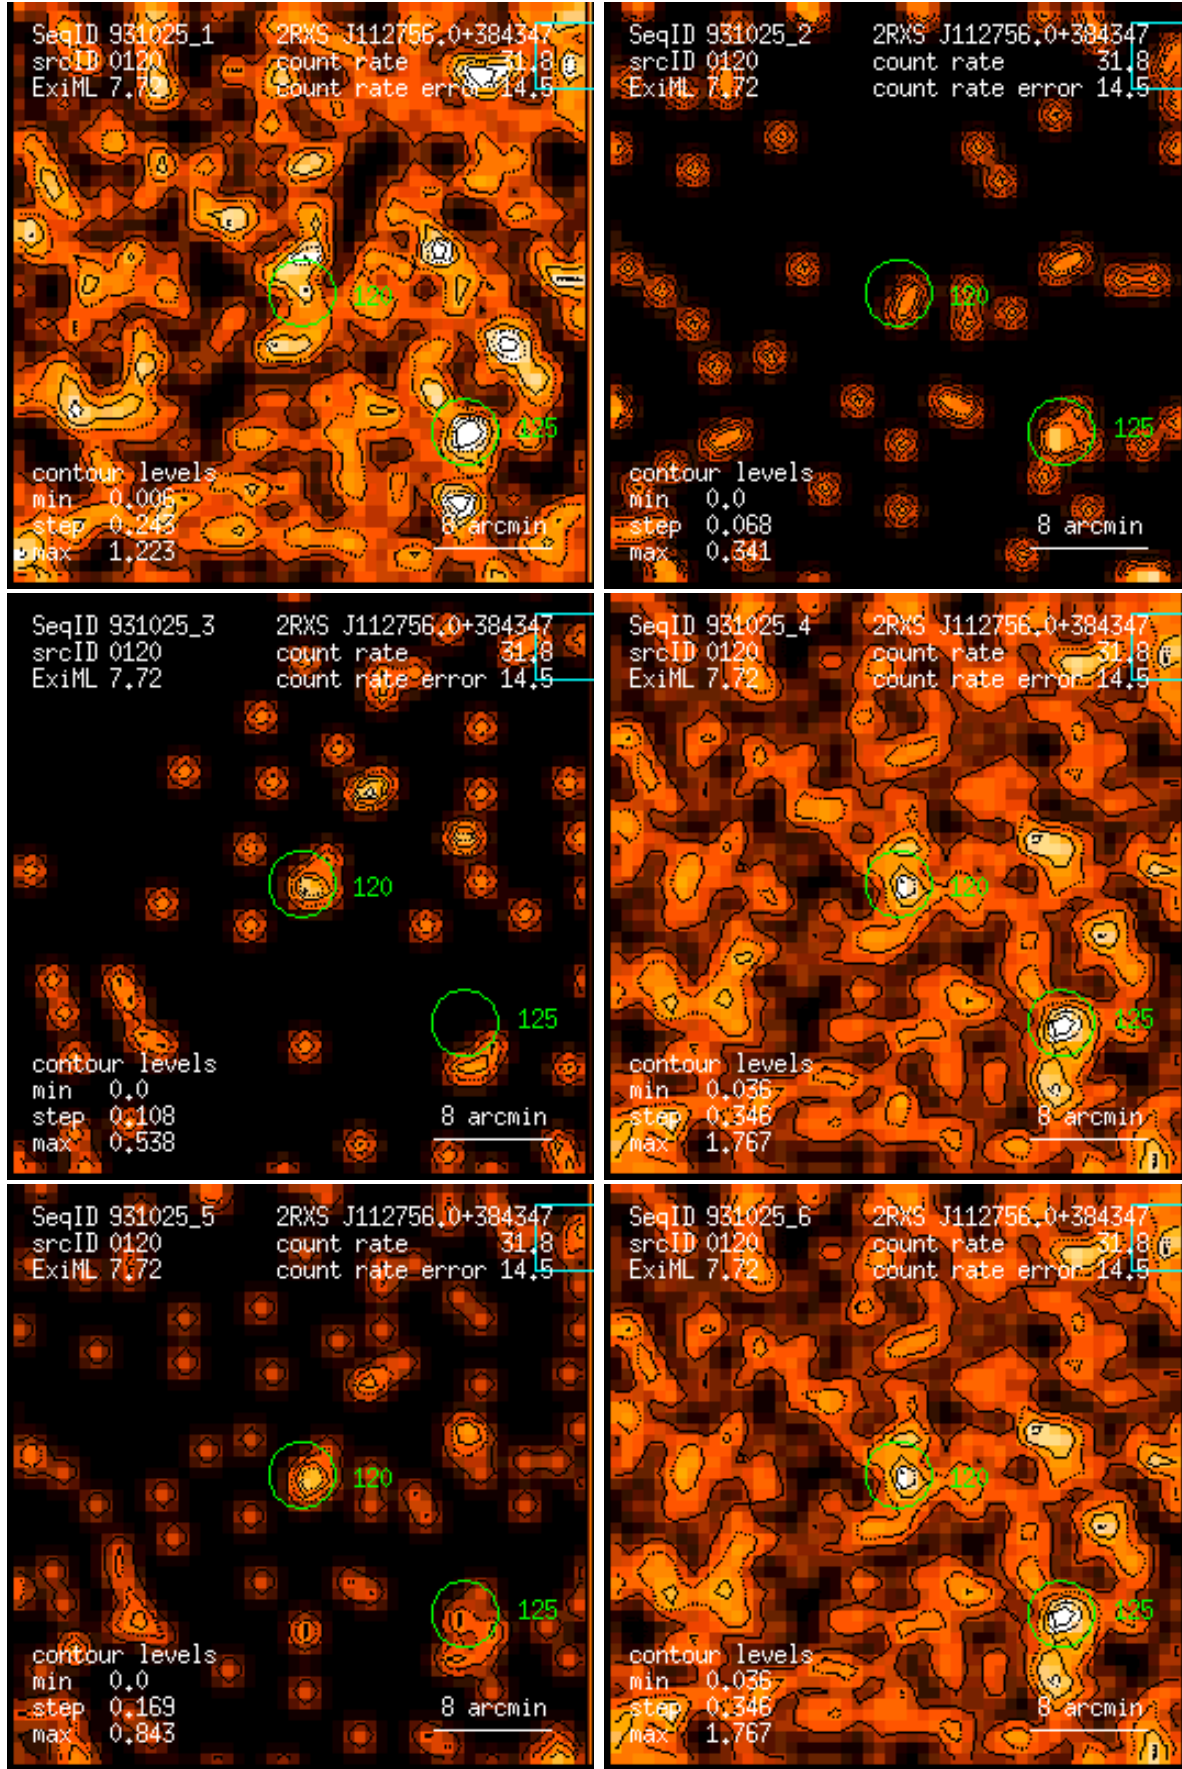 SeqID 931025_1 2RXS J112756.0+384347
srcID 0120 count rate 31.8
ExiML 7.72 count rate error 14.5
120
125
contour levels
min 0.006
step 0.243
max 1.223
8 arcmin
SeqID 931025_2 2RXS J112756.0+384347
srcID 0120 count rate 31.8
ExiML 7.72 count rate error 14.5
120
125
contour levels
min 0.0
step 0.068
max 0.341
8 arcmin
SeqID 931025_3 2RXS J112756.0+384347
srcID 0120 count rate 31.8
ExiML 7.72 count rate error 14.5
120
125
contour levels
min 0.0
step 0.108
max 0.538
8 arcmin
SeqID 931025_4 2RXS J112756.0+384347
srcID 0120 count rate 31.8
ExiML 7.72 count rate error 14.5
120
125
contour levels
min 0.036
step 0.346
max 1.767
8 arcmin
SeqID 931025_5 2RXS J112756.0+384347
srcID 0120 count rate 31.8
ExiML 7.72 count rate error 14.5
120
125
contour levels
min 0.0
step 0.169
max 0.843
8 arcmin
SeqID 931025_6 2RXS J112756.0+384347
srcID 0120 count rate 31.8
ExiML 7.72 count rate error 14.5
120
125
contour levels
min 0.036
step 0.346
max 1.767
8 arcmin